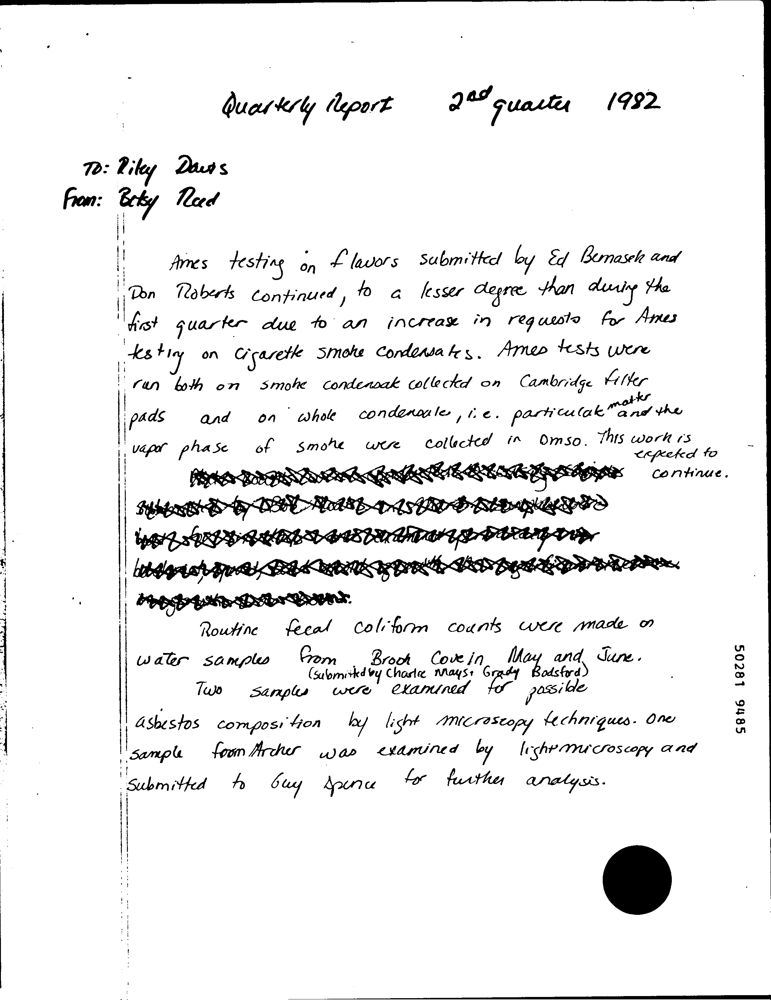 Quarterly Report 2nd quarter 1982
To: Riley Davis
From: Betsy Reed
Ames testing on flavors submitted by Ed Bernasek and
Don Roberts continued, to a lesser degree than during the
first quarter due to an increase in requests for Ames
testing on cigarette smoke condensates. Ames tests were
run both on smoke condensate collected on Cambridge filter
pads and on whole condensate, i.e. particulate matter and the
vapor phase of smoke were collected in DMSO. This work is
expected to
continue.
Routine fecal coliform counts were made on
water samples from Brook Cove in May and June.
(submitted by Charlie Mays & Grady Bodsford)
Two samples were examined for possible
asbestos composition by light microscopy techniques. One
sample from Archer was examined by light microscopy and
submitted to Guy Spence for further analysis.
50281 9485